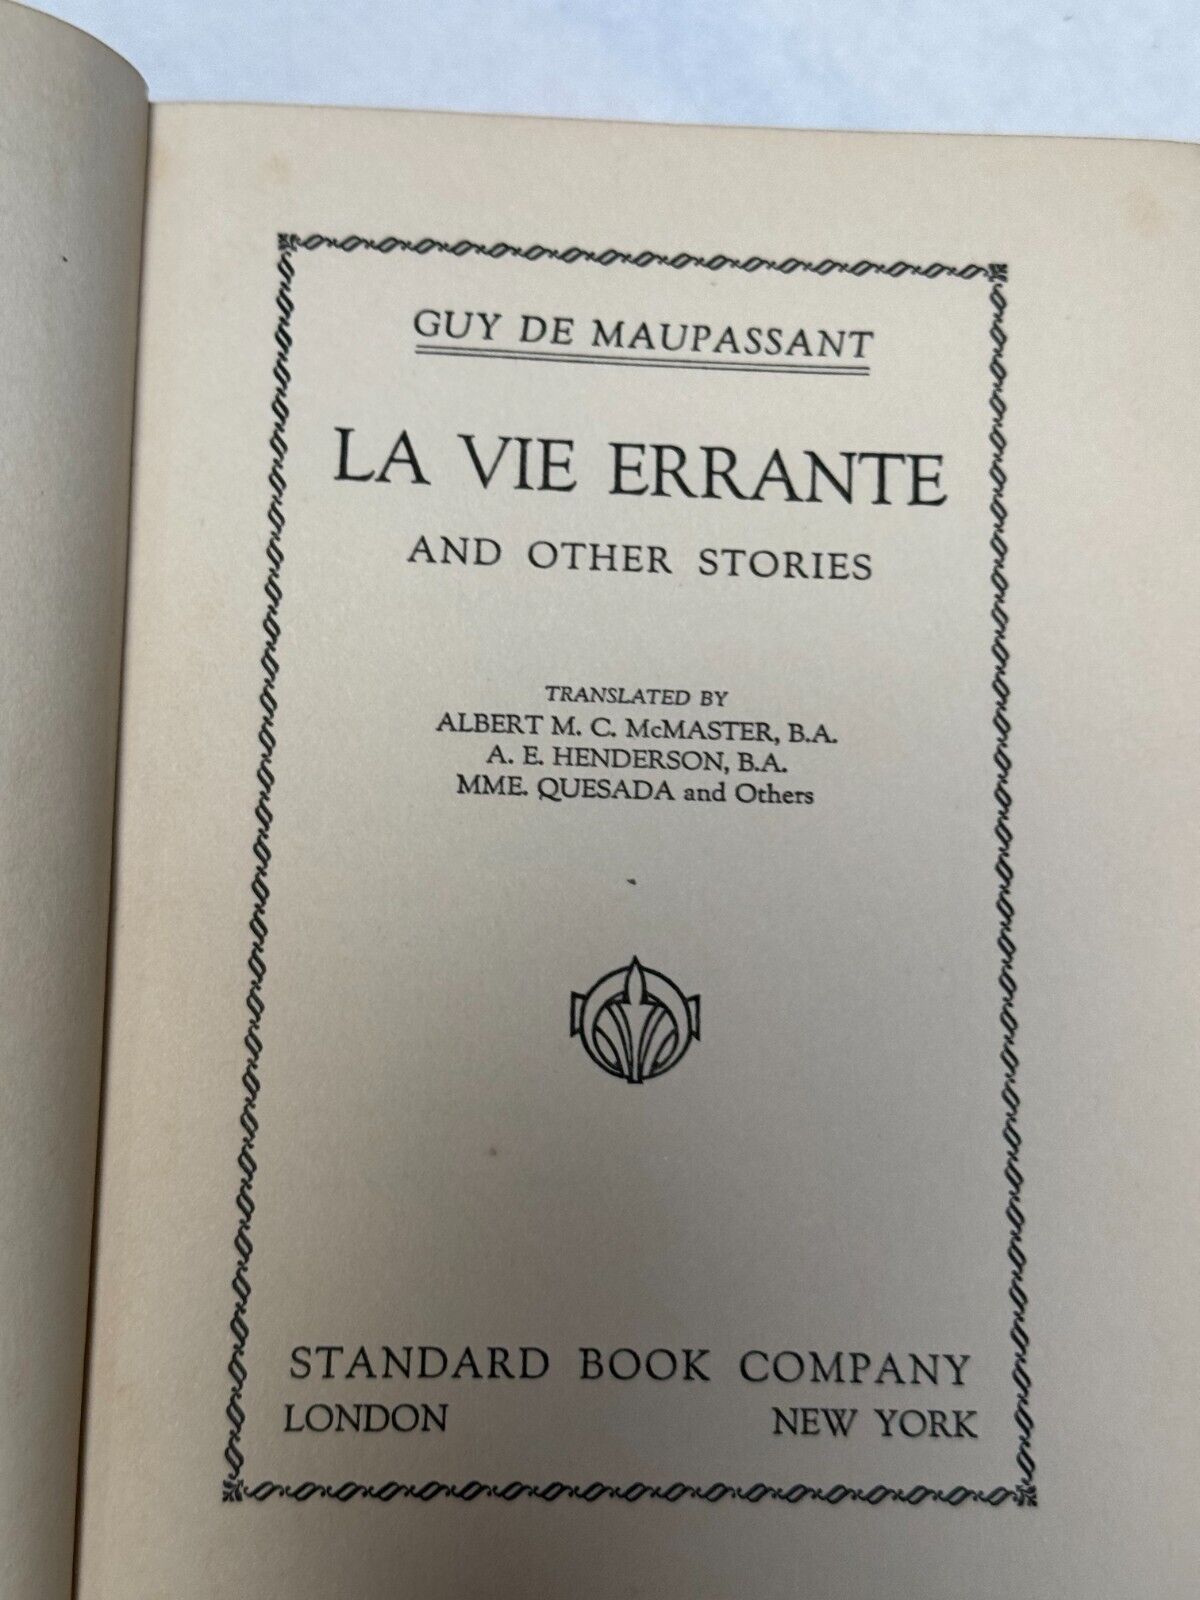 GUY DE MAUPASSANT
LA VIE ERRANTE
AND OTHER STORIES
TRANSLATED BY
ALBERT M. C. McMASTER, B.A.
A. E. HENDERSON, B.A.
MME. QUESADA and Others
STANDARD BOOK COMPANY
LONDON NEW YORK